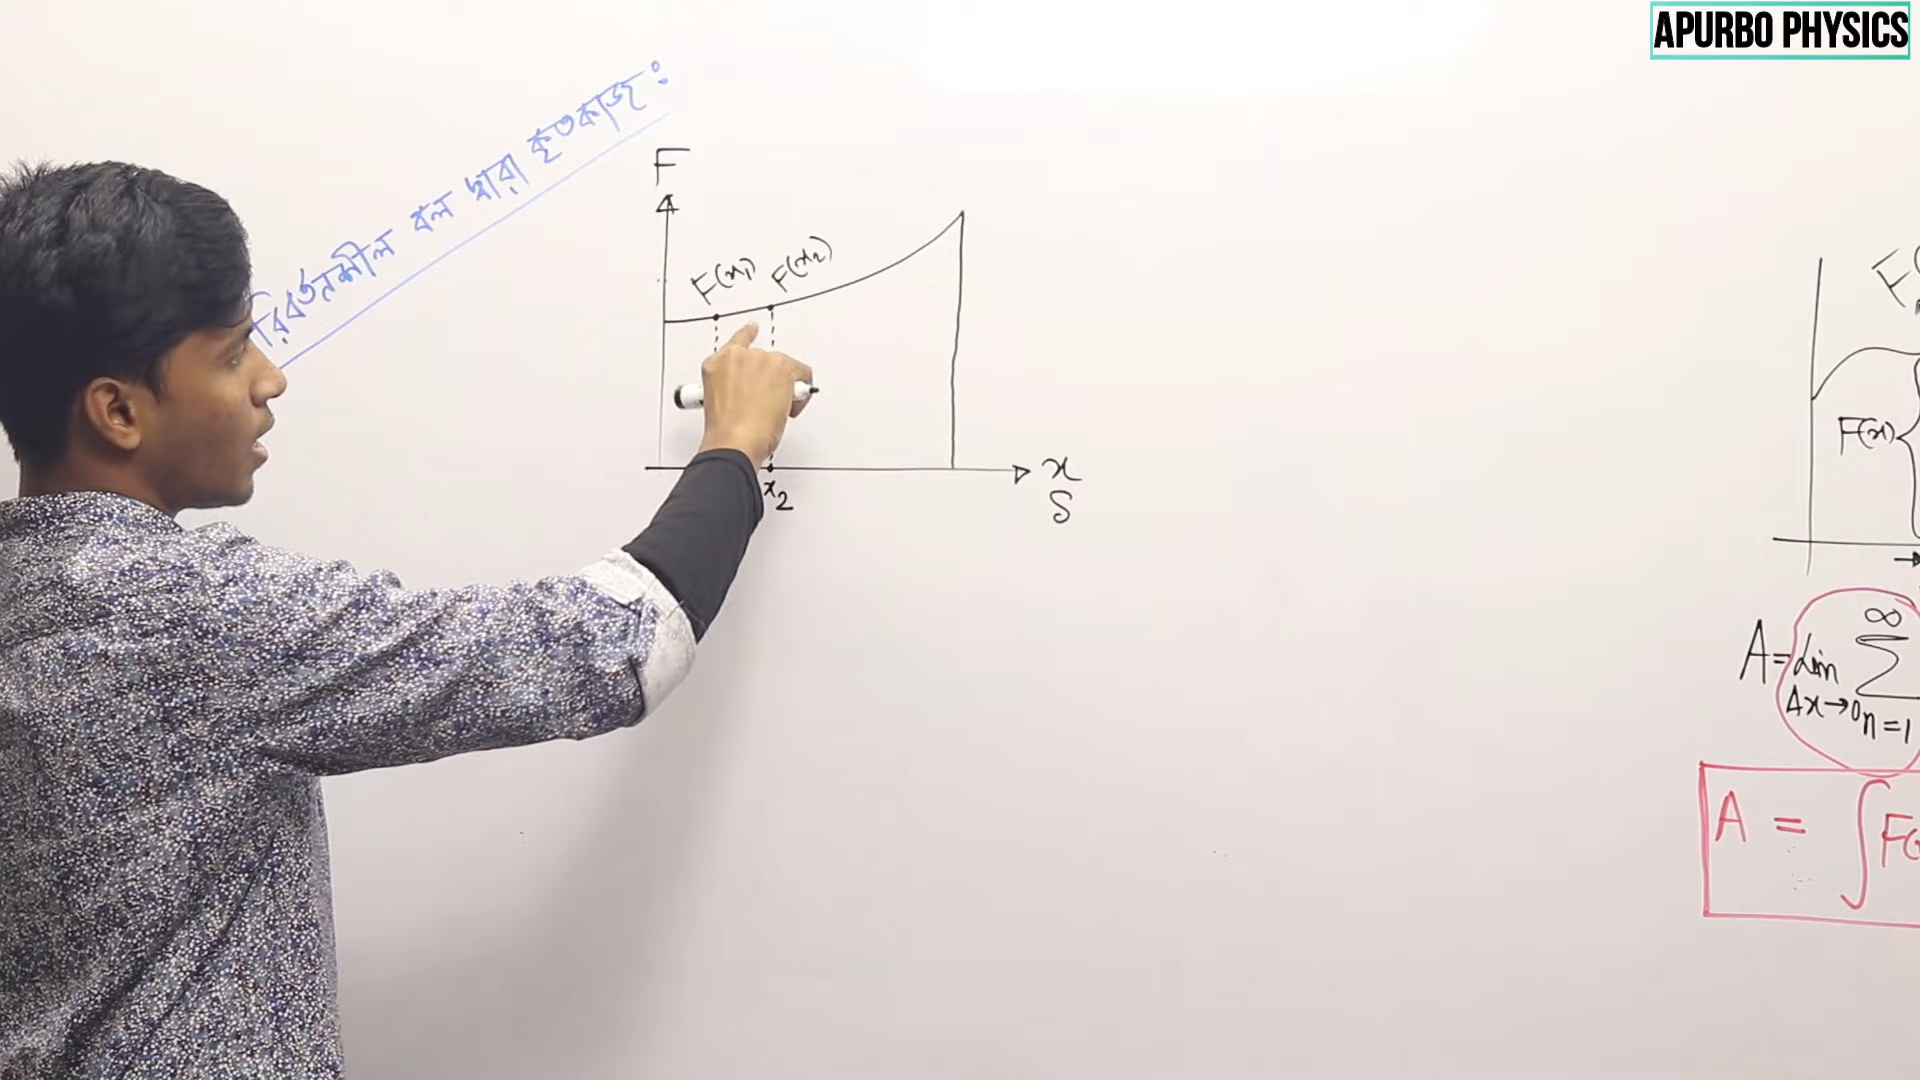 APURBO PHYSICS
রিবর্তনশীল বল দ্বারা কৃতকাজ :
F
F(x₁)
F(x₂)
x₂
x
S
F(x)
A = Lim ∑
∞
Δx→0 n=1
A = ∫